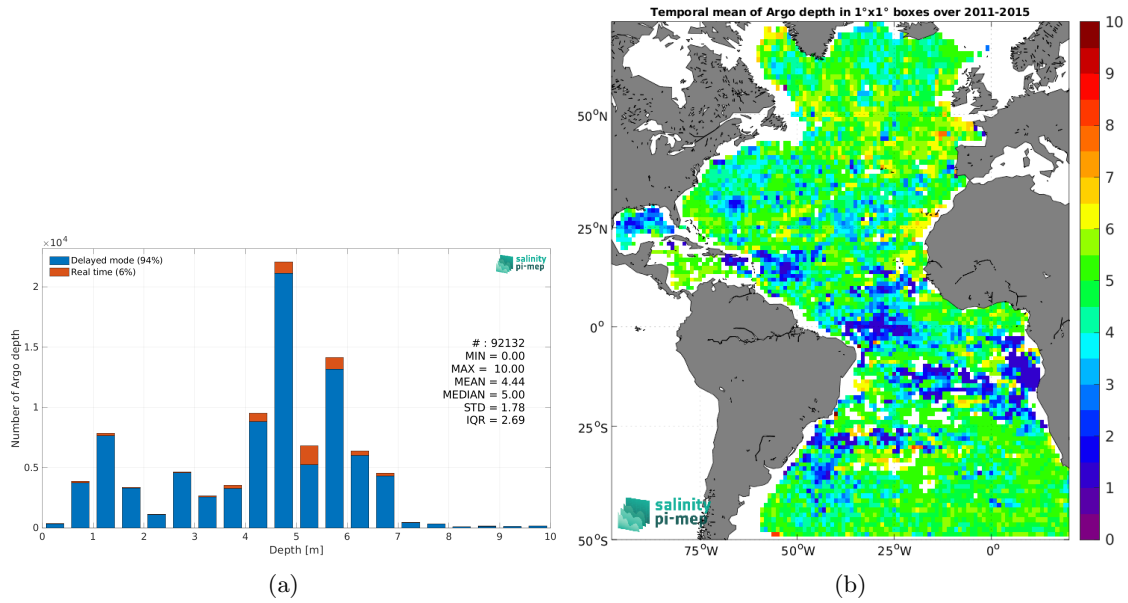 ×10⁴
Delayed mode (94%)
Real time (6%)
salinity
pi-mep
Number of Argo depth
2
1.5
1
0.5
0
# : 92132
MIN = 0.00
MAX = 10.00
MEAN = 4.44
MEDIAN = 5.00
STD = 1.78
IQR = 2.69
0 1 2 3 4 5 6 7 8 9 10
Depth [m]
(a)
Temporal mean of Argo depth in 1°x1° boxes over 2011-2015
50°N
25°N
0°
25°S
50°S
75°W 50°W 25°W 0°
salinity
pi-mep
10
9
8
7
6
5
4
3
2
1
0
(b)